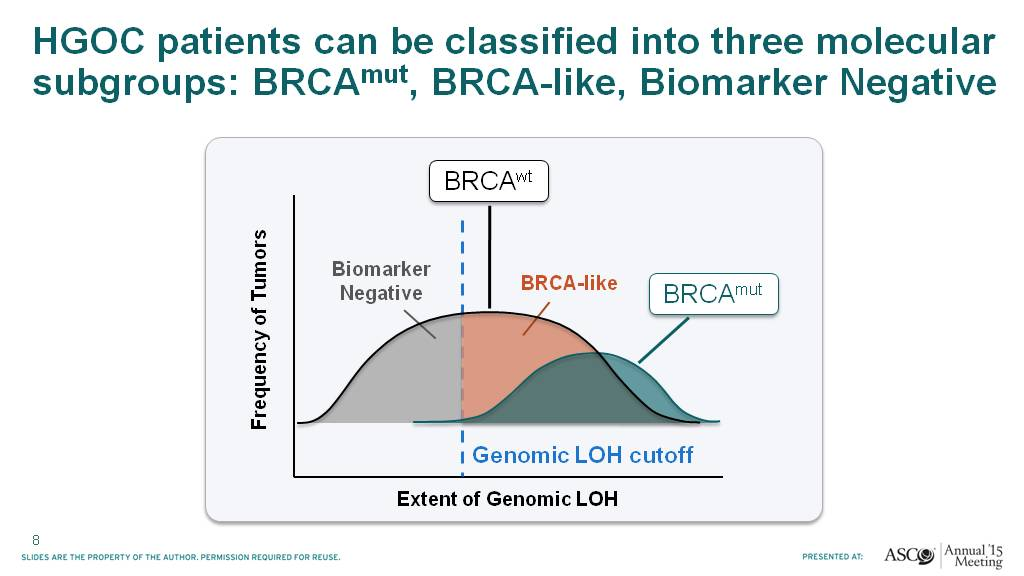 HGOC patients can be classified into three molecular
subgroups: BRCAmut, BRCA-like, Biomarker Negative
BRCAwt
Biomarker
Negative
BRCA-like
BRCAmut
Frequency of Tumors
Genomic LOH cutoff
Extent of Genomic LOH
8
SLIDES ARE THE PROPERTY OF THE AUTHOR. PERMISSION REQUIRED FOR REUSE.
PRESENTED AT:
ASCO
Annual '15
Meeting